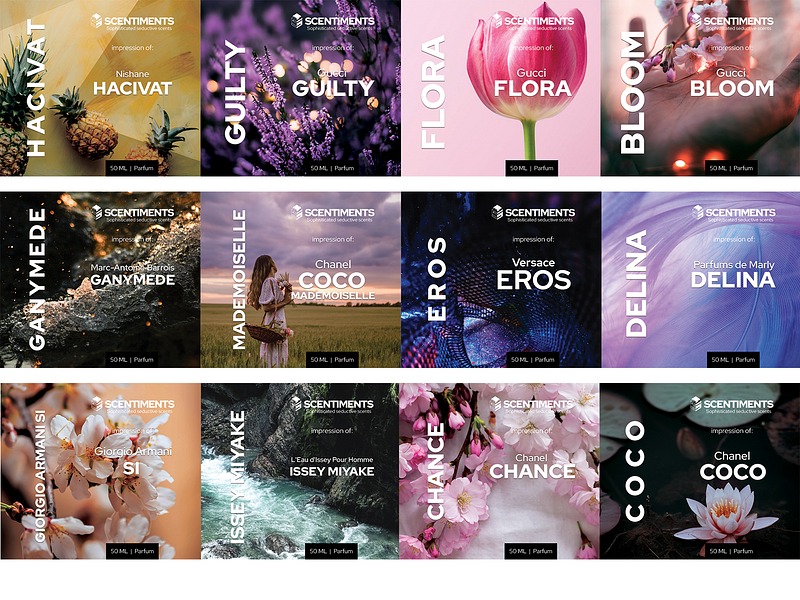 HACIVAT
SCENTIMENTS
Sophisticated seductive scents
impression of:
Nishane
HACIVAT
50 ML | Parfum
GUILTY
SCENTIMENTS
Sophisticated seductive scents
impression of:
Gucci
GUILTY
50 ML | Parfum
FLORA
SCENTIMENTS
Sophisticated seductive scents
impression of:
Gucci
FLORA
50 ML | Parfum
BLOOM
SCENTIMENTS
Sophisticated seductive scents
impression of:
Gucci
BLOOM
50 ML | Parfum
GANYMEDE
SCENTIMENTS
Sophisticated seductive scents
impression of:
Marc-Antoine Barrois
GANYMEDE
50 ML | Parfum
MADEMOISELLE
SCENTIMENTS
Sophisticated seductive scents
impression of:
Chanel
COCO
MADEMOISELLE
50 ML | Parfum
EROS
SCENTIMENTS
Sophisticated seductive scents
impression of:
Versace
EROS
50 ML | Parfum
DELINA
SCENTIMENTS
Sophisticated seductive scents
impression of:
Parfums de Marly
DELINA
50 ML | Parfum
GIORGIO ARMANI SI
SCENTIMENTS
Sophisticated seductive scents
impression of:
Giorgio Armani
SI
50 ML | Parfum
ISSEY MIYAKE
SCENTIMENTS
Sophisticated seductive scents
impression of:
L'Eau d'Issey Pour Homme
ISSEY MIYAKE
50 ML | Parfum
CHANCE
SCENTIMENTS
Sophisticated seductive scents
impression of:
Chanel
CHANCE
50 ML | Parfum
COCO
SCENTIMENTS
Sophisticated seductive scents
impression of:
Chanel
COCO
50 ML | Parfum